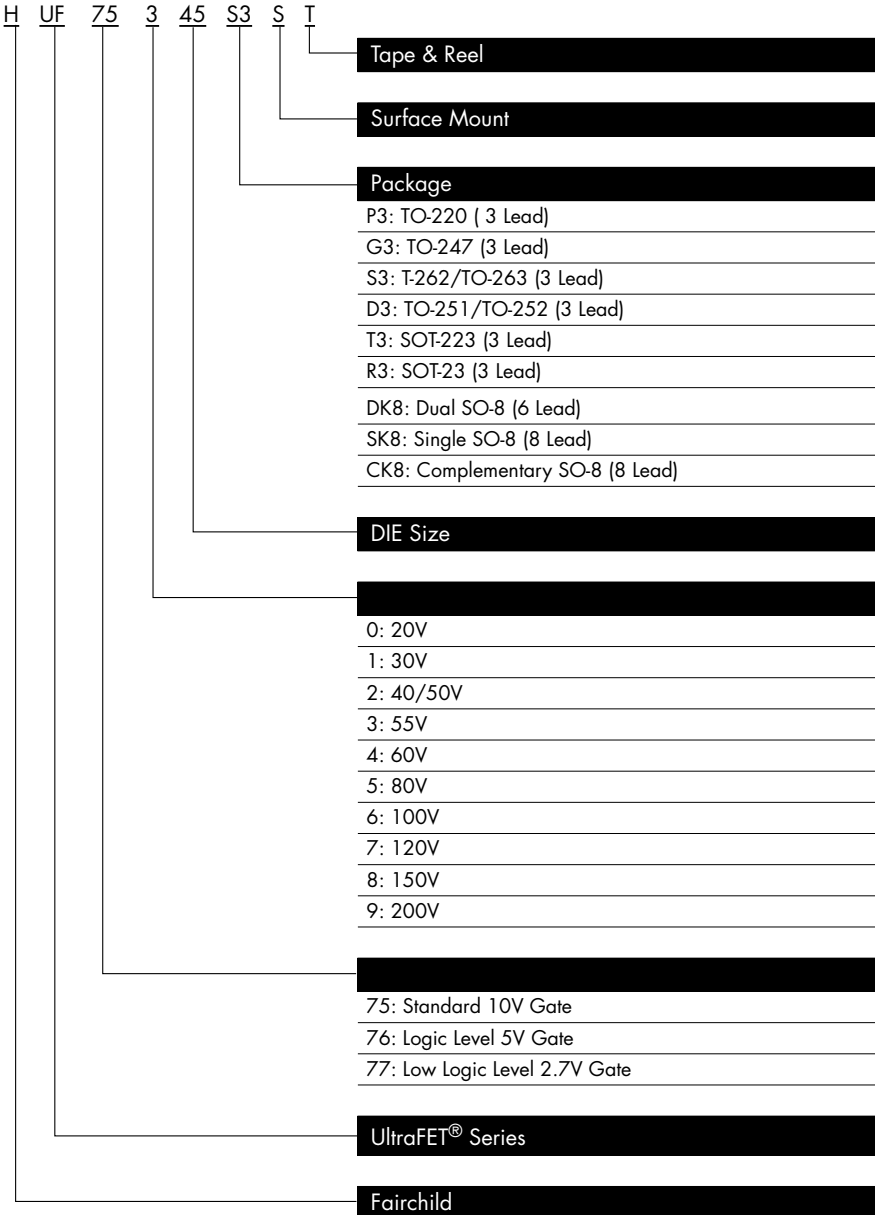 H UF 75 3 45 S3 S T
Tape & Reel
Surface Mount
Package
P3: TO-220 ( 3 Lead)
G3: TO-247 (3 Lead)
S3: T-262/TO-263 (3 Lead)
D3: TO-251/TO-252 (3 Lead)
T3: SOT-223 (3 Lead)
R3: SOT-23 (3 Lead)
DK8: Dual SO-8 (6 Lead)
SK8: Single SO-8 (8 Lead)
CK8: Complementary SO-8 (8 Lead)
DIE Size
0: 20V
1: 30V
2: 40/50V
3: 55V
4: 60V
5: 80V
6: 100V
7: 120V
8: 150V
9: 200V
75: Standard 10V Gate
76: Logic Level 5V Gate
77: Low Logic Level 2.7V Gate
UltraFET® Series
Fairchild